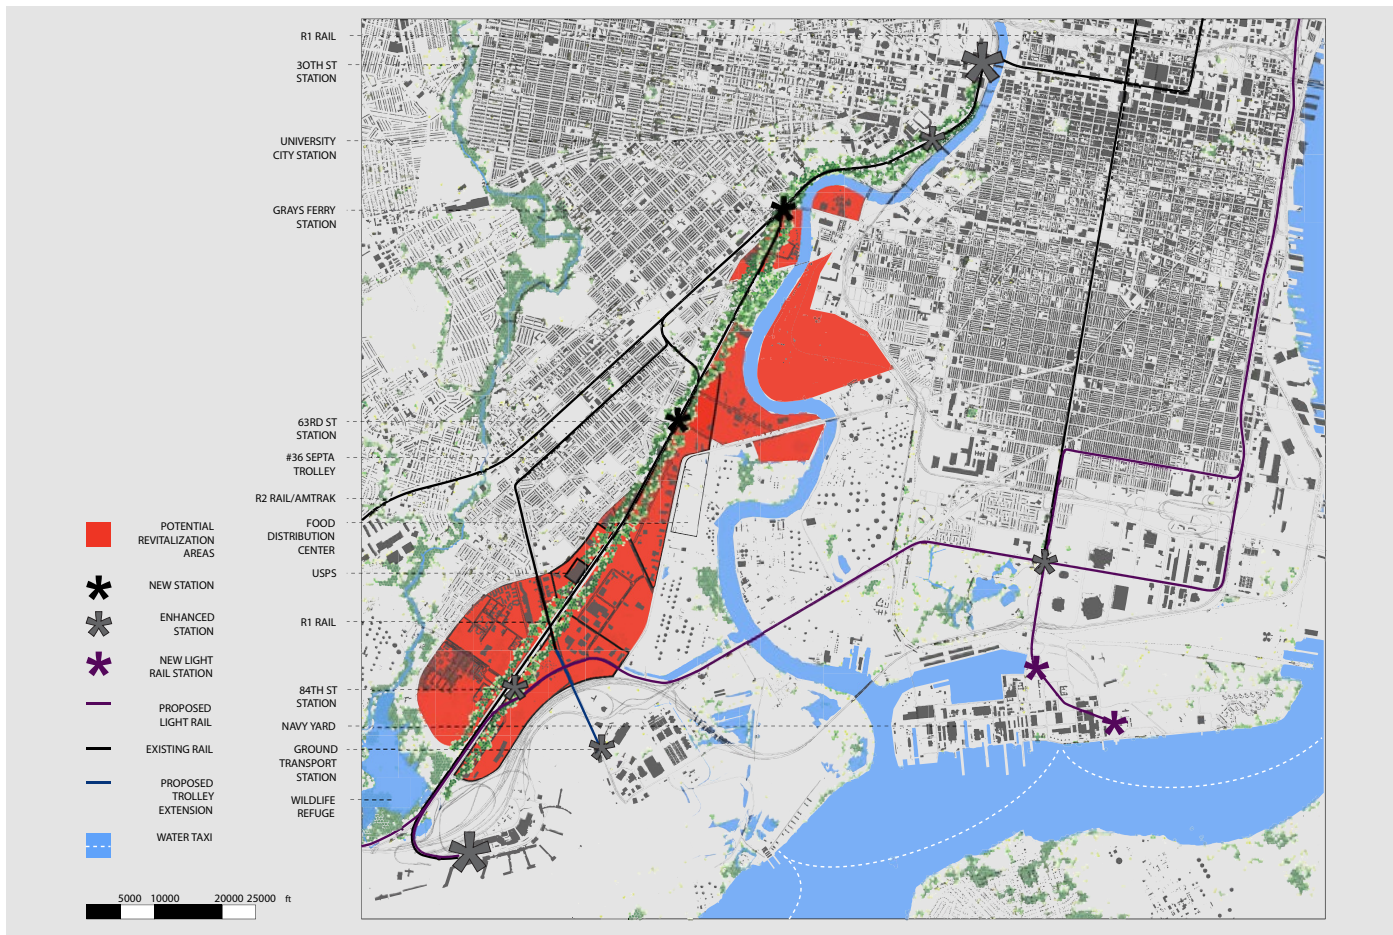 R1 RAIL
30TH ST
STATION
UNIVERSITY
CITY STATION
GRAYS FERRY
STATION
63RD ST
STATION
#36 SEPTA
TROLLEY
R2 RAIL/AMTRAK
FOOD
DISTRIBUTION
CENTER
USPS
R1 RAIL
84TH ST
STATION
NAVY YARD
GROUND
TRANSPORT
STATION
WILDLIFE
REFUGE
POTENTIAL
REVITALIZATION
AREAS
NEW STATION
ENHANCED
STATION
NEW LIGHT
RAIL STATION
PROPOSED
LIGHT RAIL
EXISTING RAIL
PROPOSED
TROLLEY
EXTENSION
WATER TAXI
5000 10000 20000 25000 ft